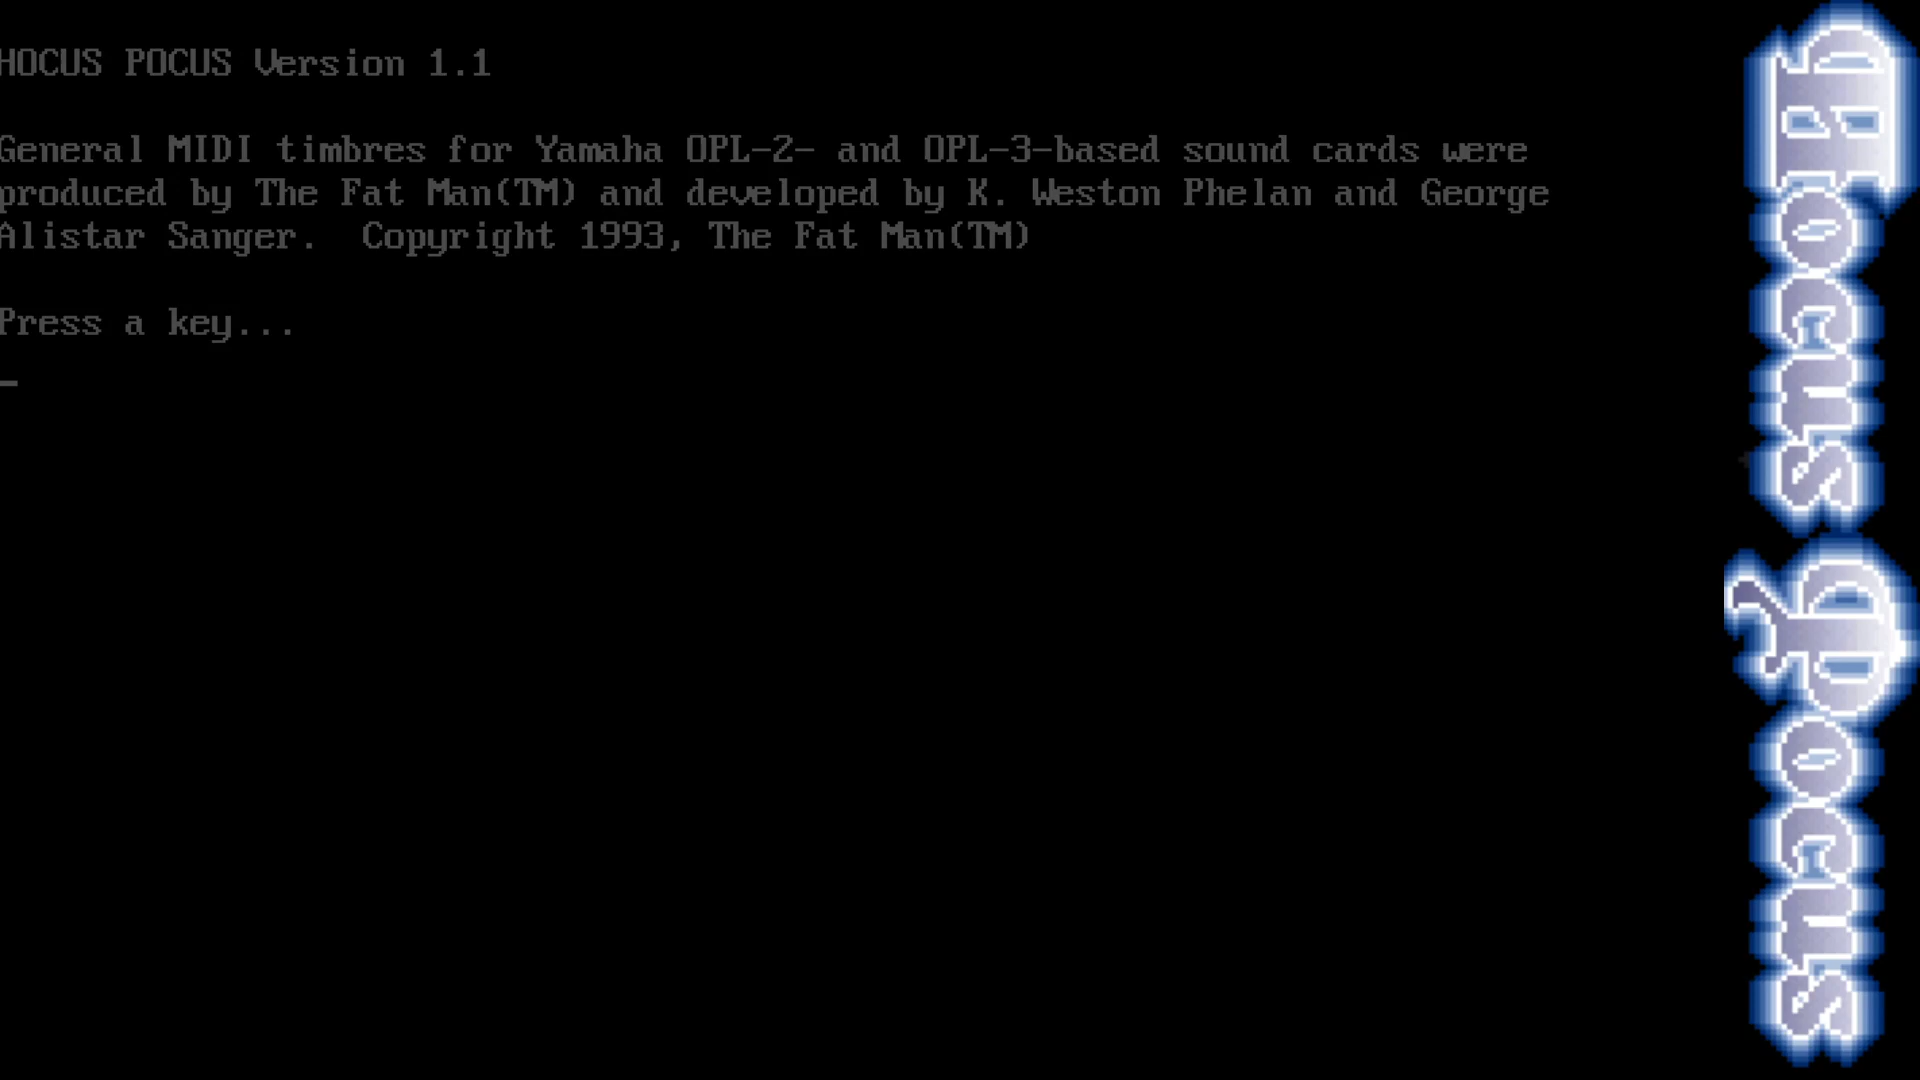 HOCUS POCUS Version 1.1
General MIDI timbres for Yamaha OPL-2- and OPL-3-based sound cards were
produced by The Fat Man(TM) and developed by K. Weston Phelan and George
Alistar Sanger.  Copyright 1993, The Fat Man(TM)
Press a key...
_
Hocus Pocus